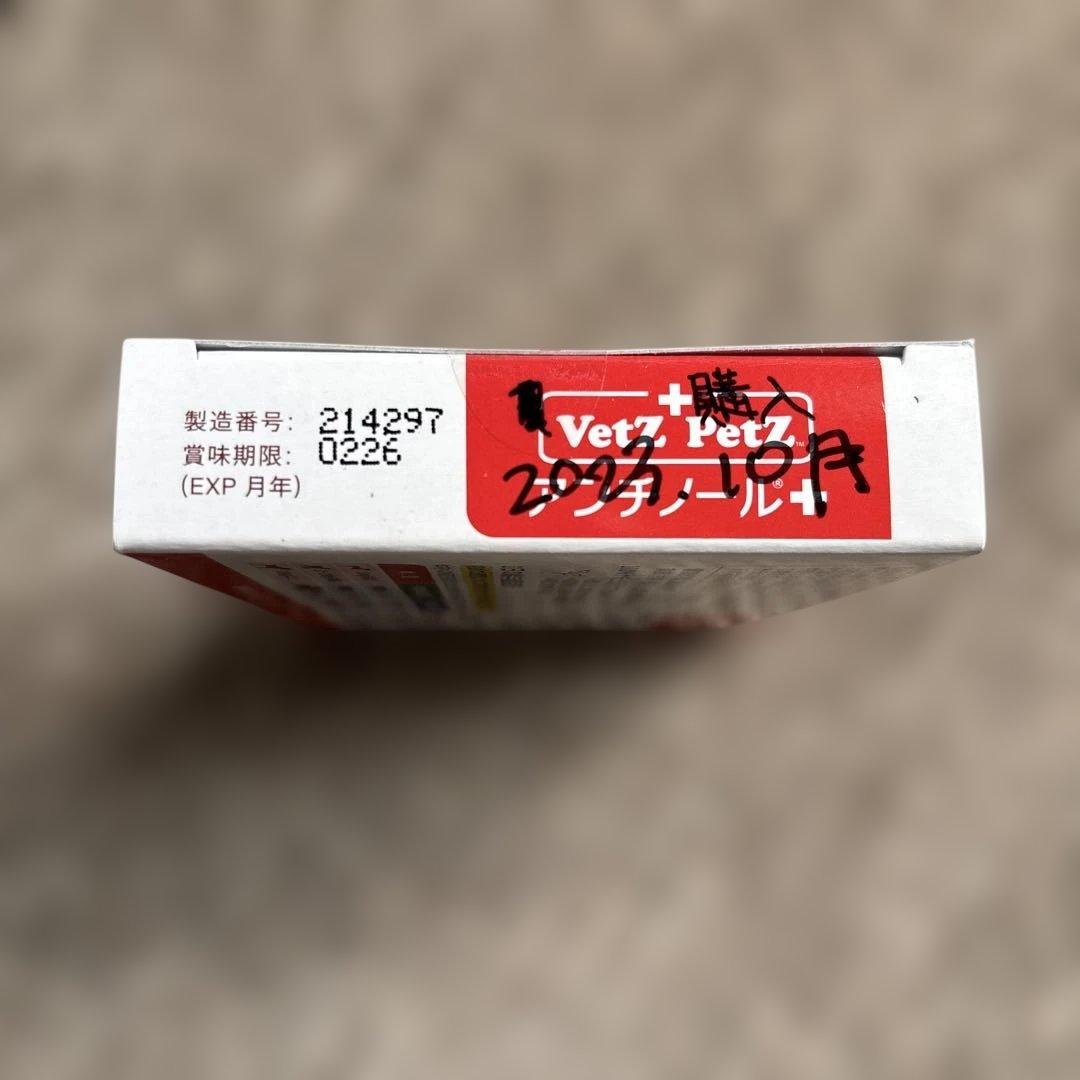 製造番号: 214297
賞味期限: 0226
(EXP 月年)
購入
VetZ PetZ™
2023.10月
アンチノール®+